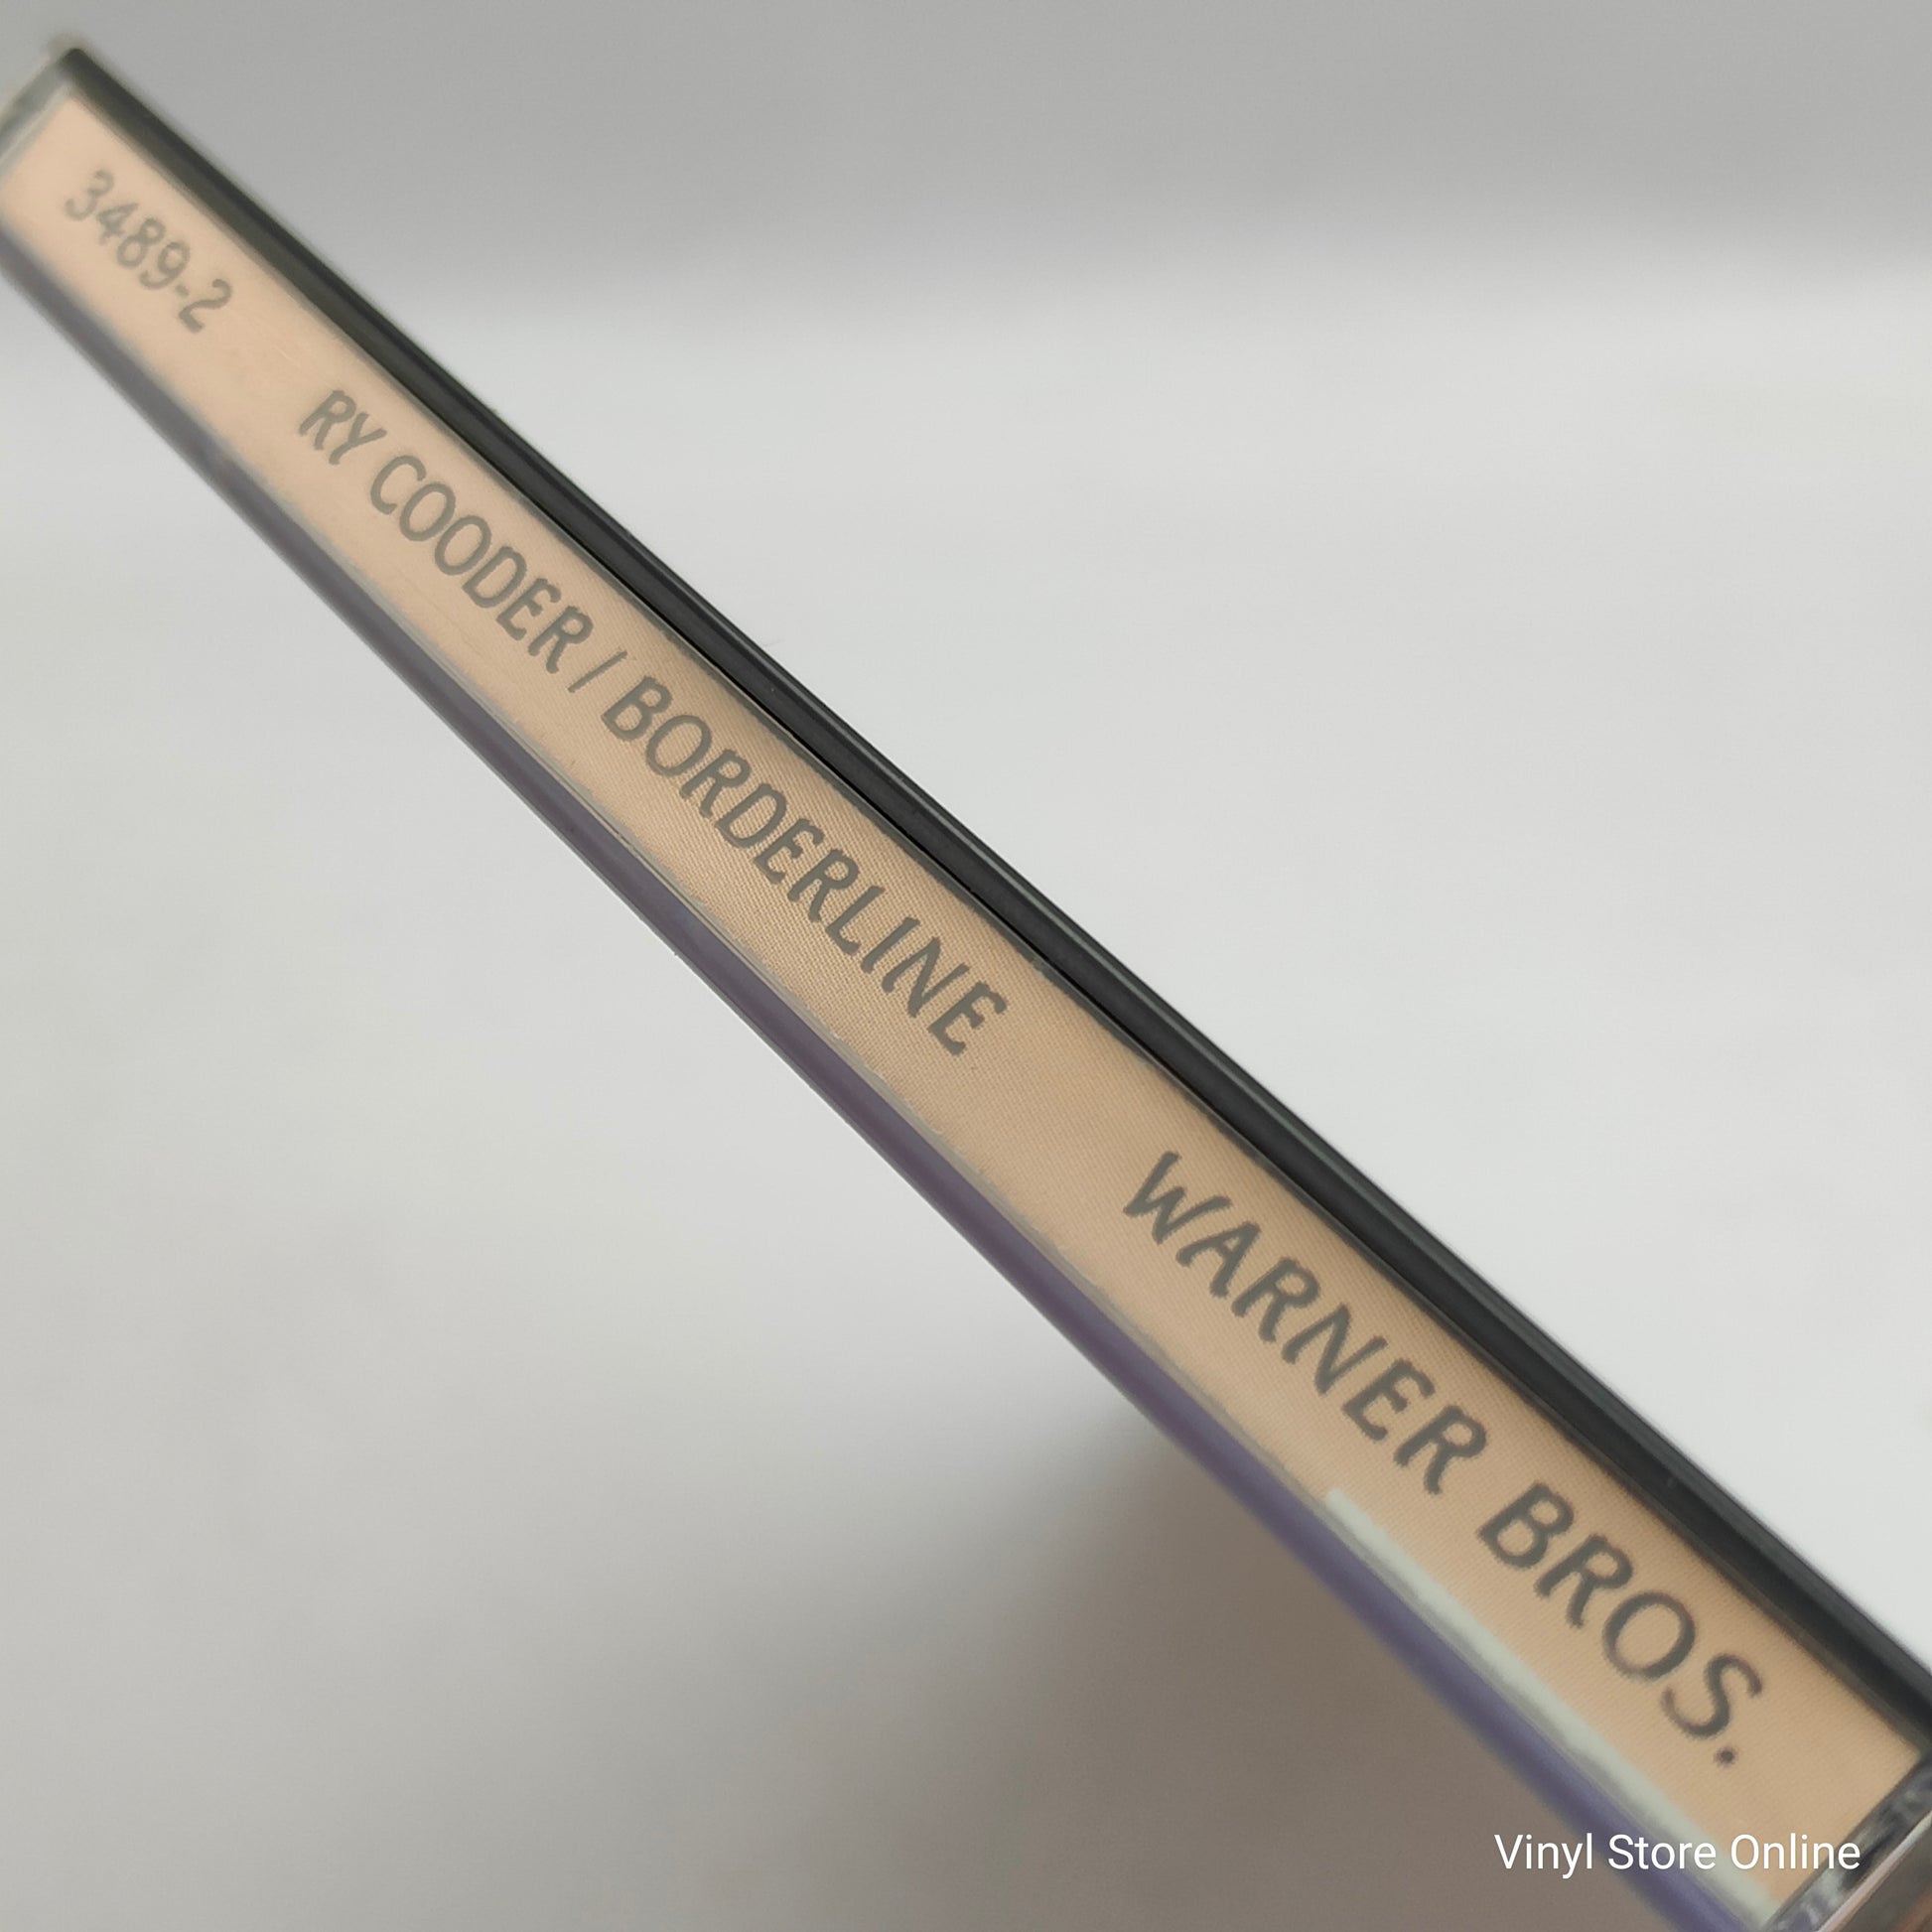 3489-2 RY COODER / BORDERLINE WARNER BROS.
Vinyl Store Online